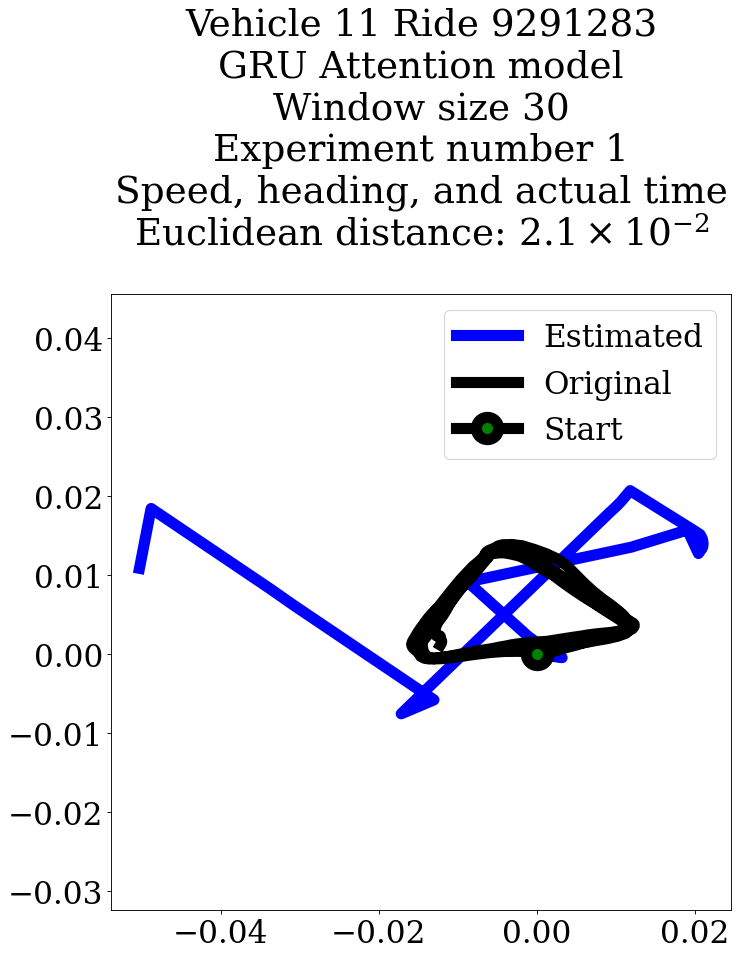 Vehicle 11 Ride 9291283
GRU Attention model
Window size 30
Experiment number 1
Speed, heading, and actual time
Euclidean distance: 2.1 × 10⁻²
Estimated
Original
Start
0.04
0.03
0.02
0.01
0.00
−0.01
−0.02
−0.03
−0.04 −0.02 0.00 0.02